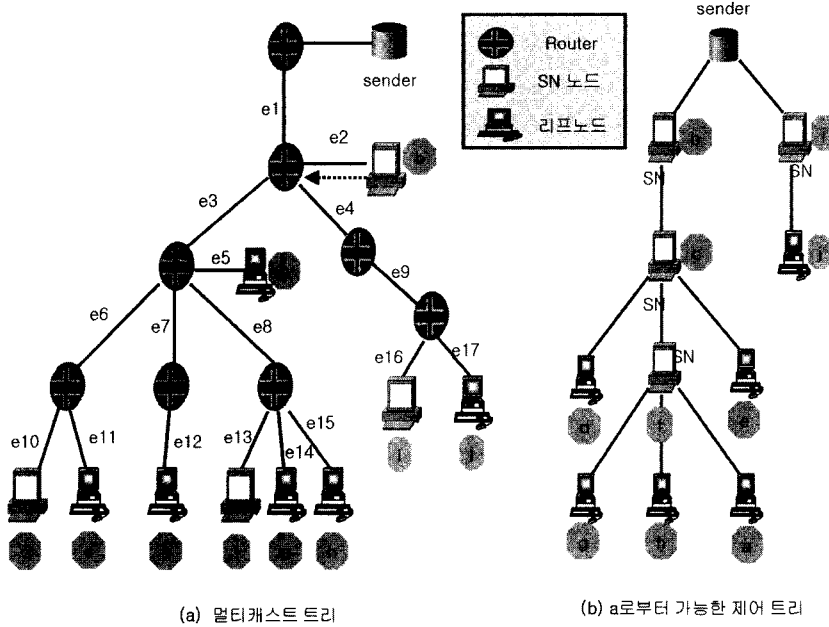 sender
Router
SN 노드
리프노드
e1
e2
b
e3
e4
e5
e9
e6
e7
e8
e16
e17
e10
e11
e12
e13
e14
e15
i
j
(a) 멀티캐스트 트리
sender
b
SN
i
SN
j
c
SN
SN
d
f
e
g
h
a
(b) a로부터 가능한 제어 트리